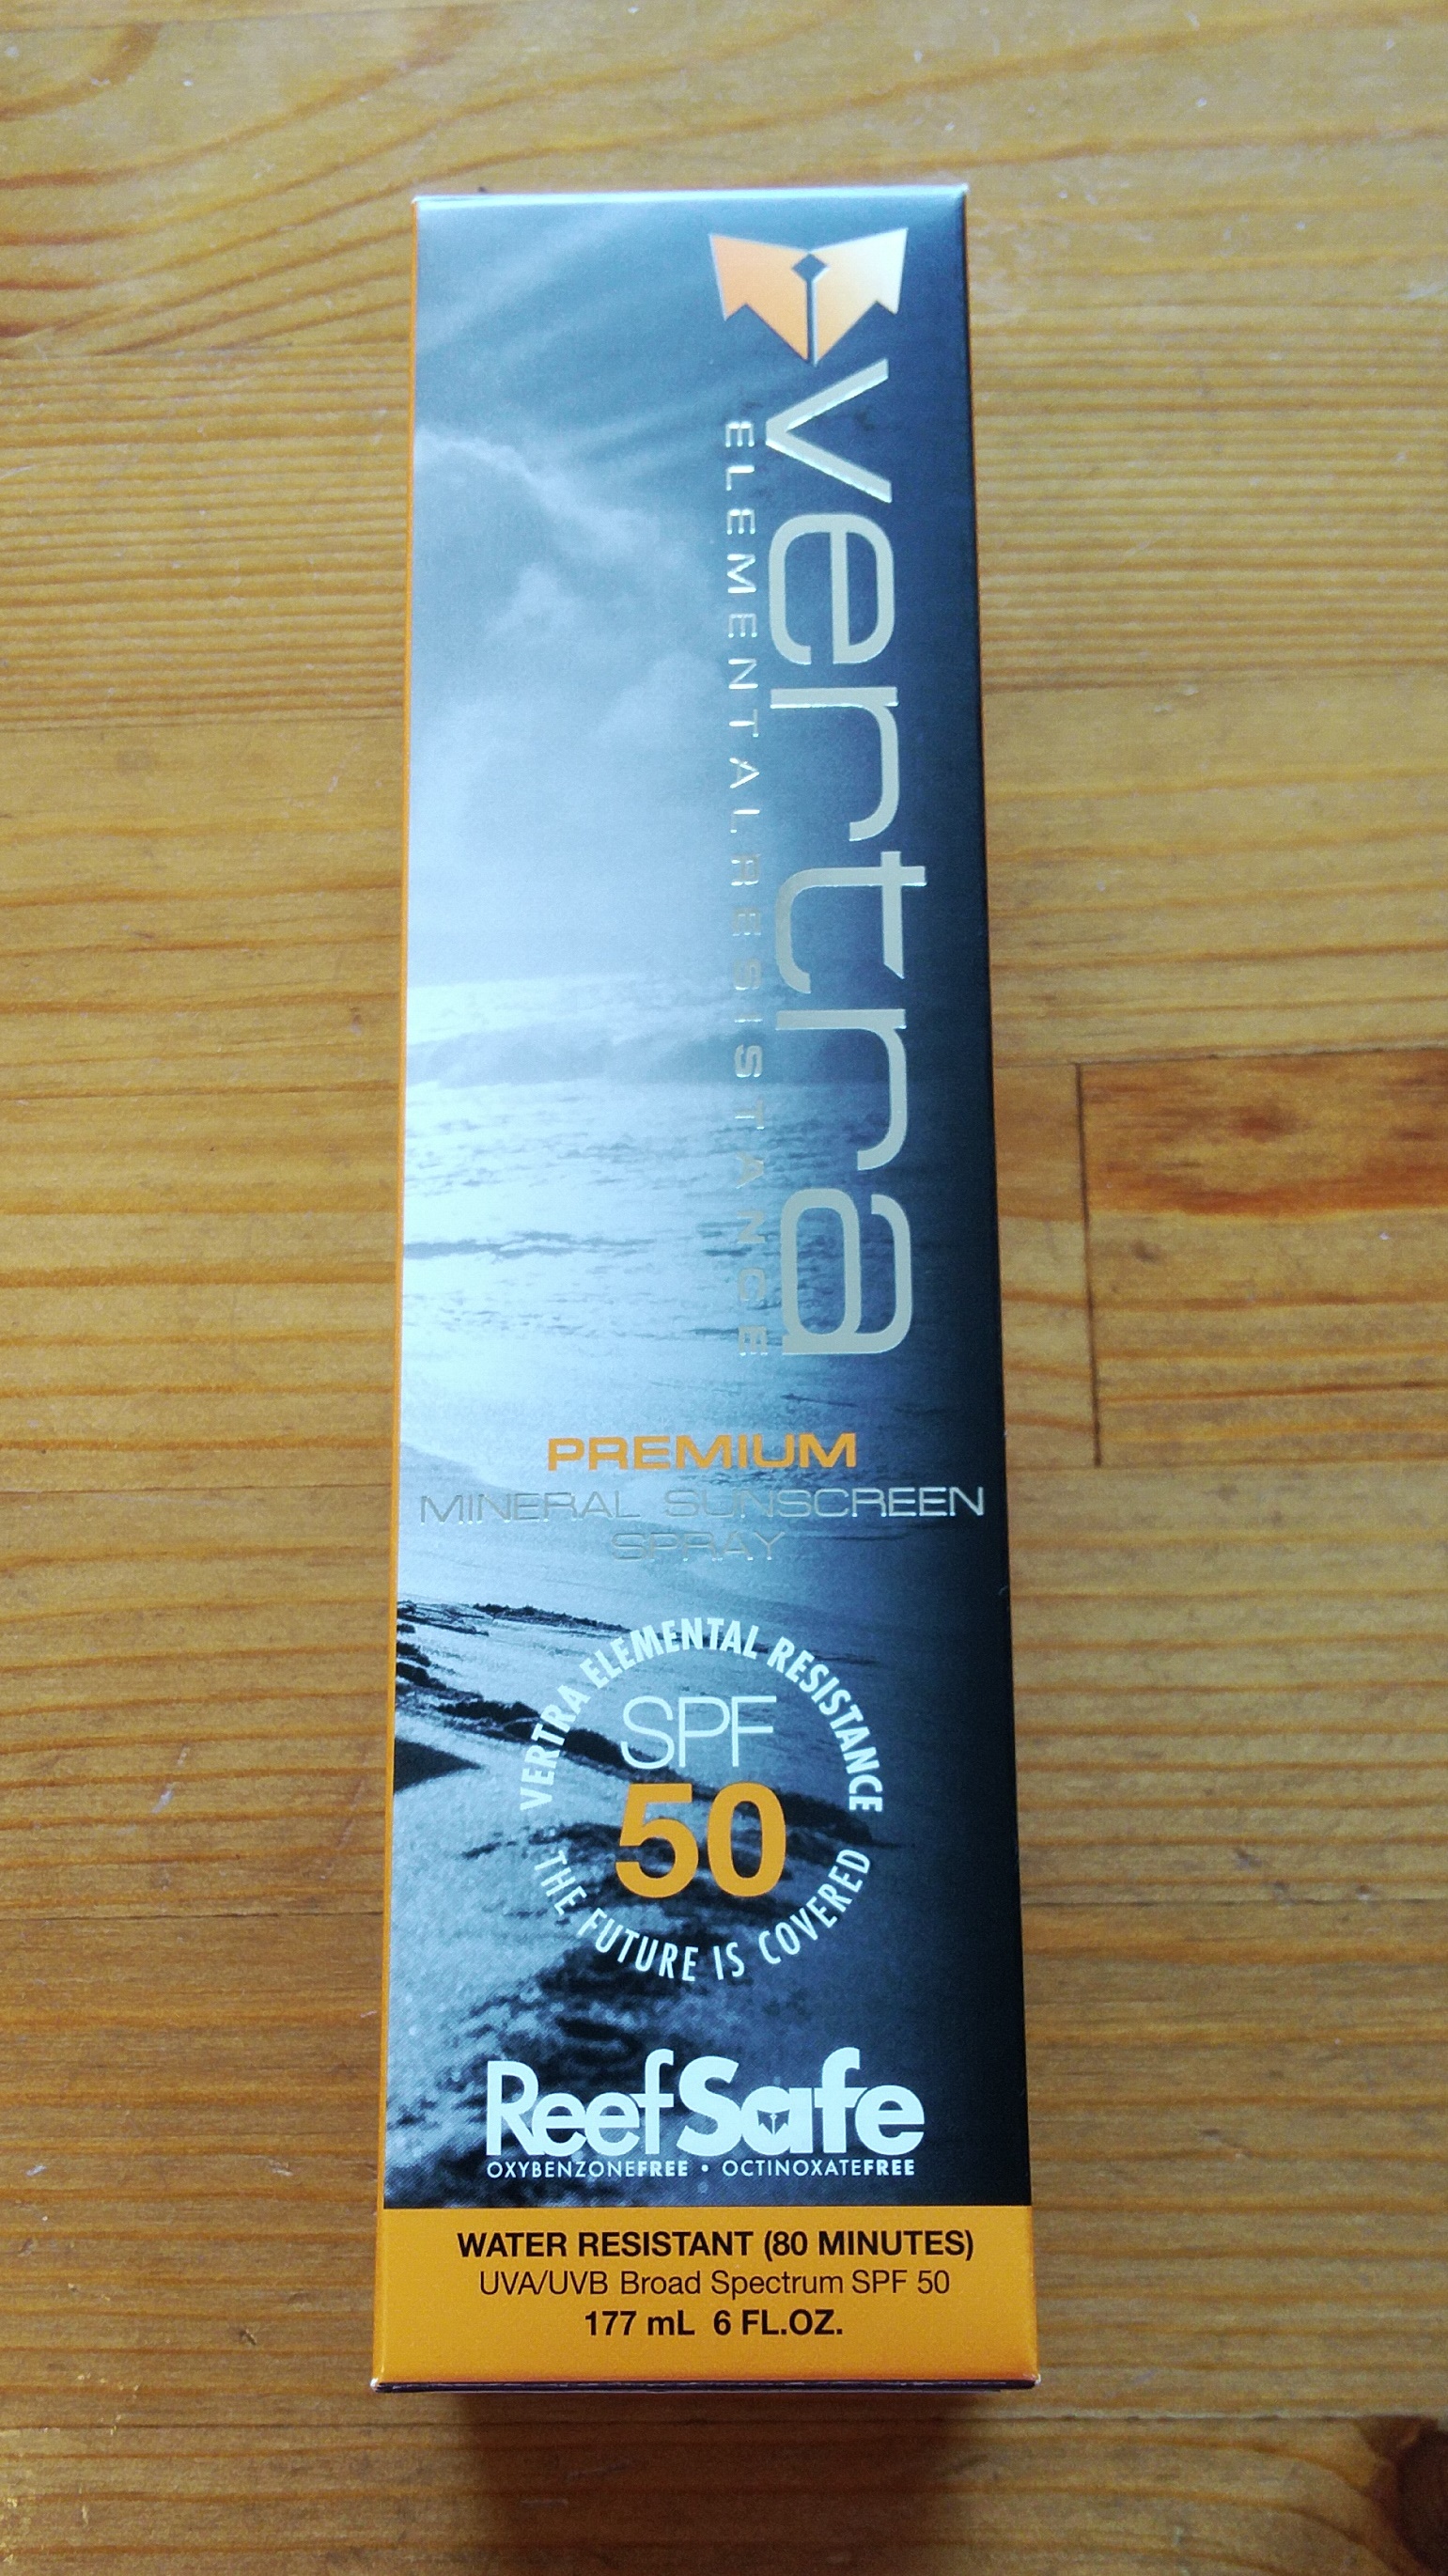 vertra
ELEMENTAL RESISTANCE
PREMIUM
MINERAL SUNSCREEN
SPRAY
VERTRA ELEMENTAL RESISTANCE
SPF
50
THE FUTURE IS COVERED
ReefSafe
OXYBENZONEFREE • OCTINOXATEFREE
WATER RESISTANT (80 MINUTES)
UVA/UVB Broad Spectrum SPF 50
177 mL 6 FL.OZ.